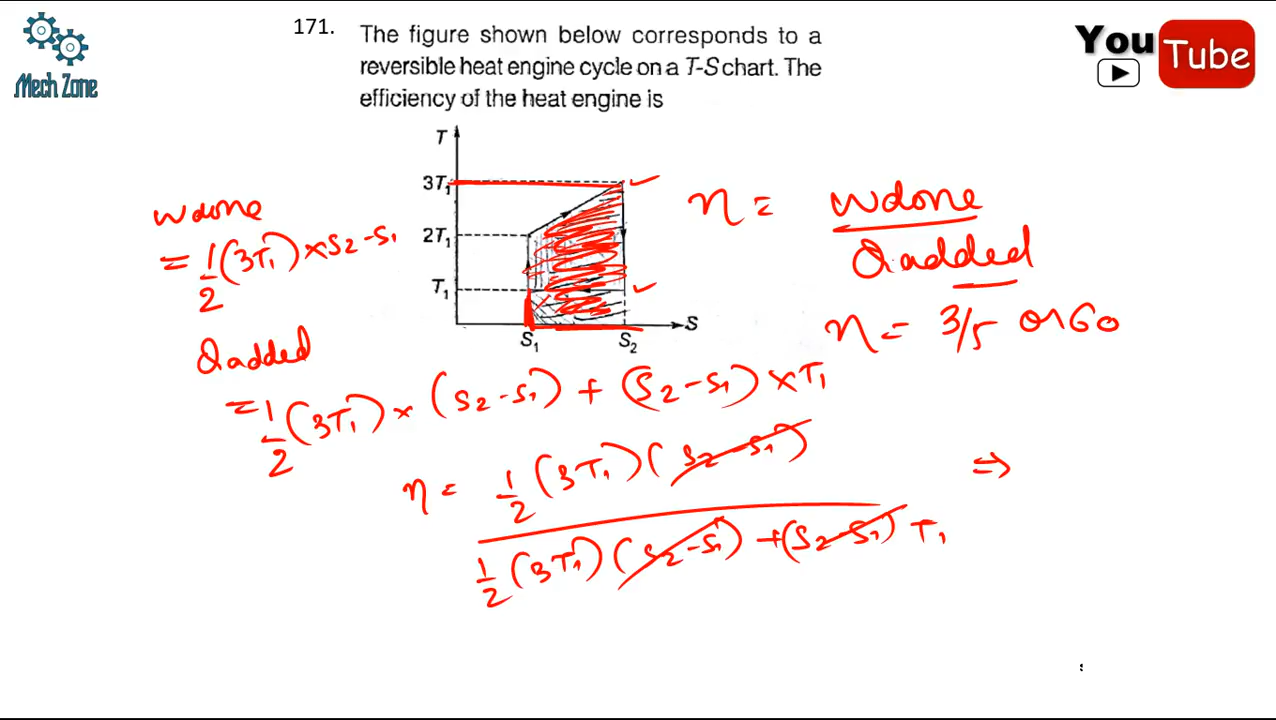 Mech Zone
171.
The figure shown below corresponds to a
reversible heat engine cycle on a T-S chart. The
efficiency of the heat engine is
You Tube
T
3T₁
2T₁
T₁
S₁
S₂
S
η = wdone / Qadded
η = 3/5 or 60
wdone
= 1/2 (3T₁) × S₂-S₁
Qadded
= 1/2 (3T₁) × (S₂-S₁) + (S₂-S₁) × T₁
η = 1/2 (3T₁) (S₂-S₁) ⇒
1/2 (3T₁) (S₂-S₁) + (S₂-S₁) T₁